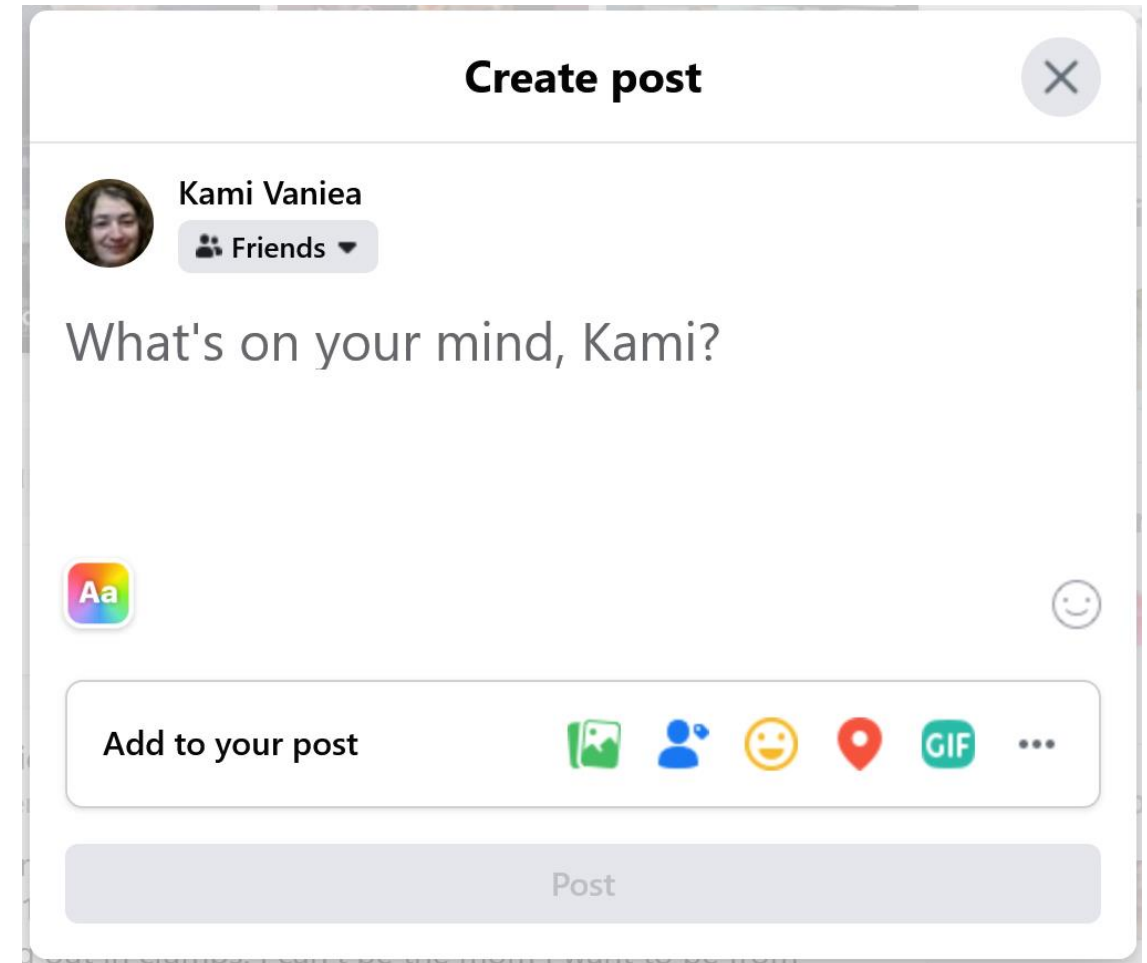 Create post
Kami Vaniea
Friends
What's on your mind, Kami?
Aa
Add to your post
GIF
Post